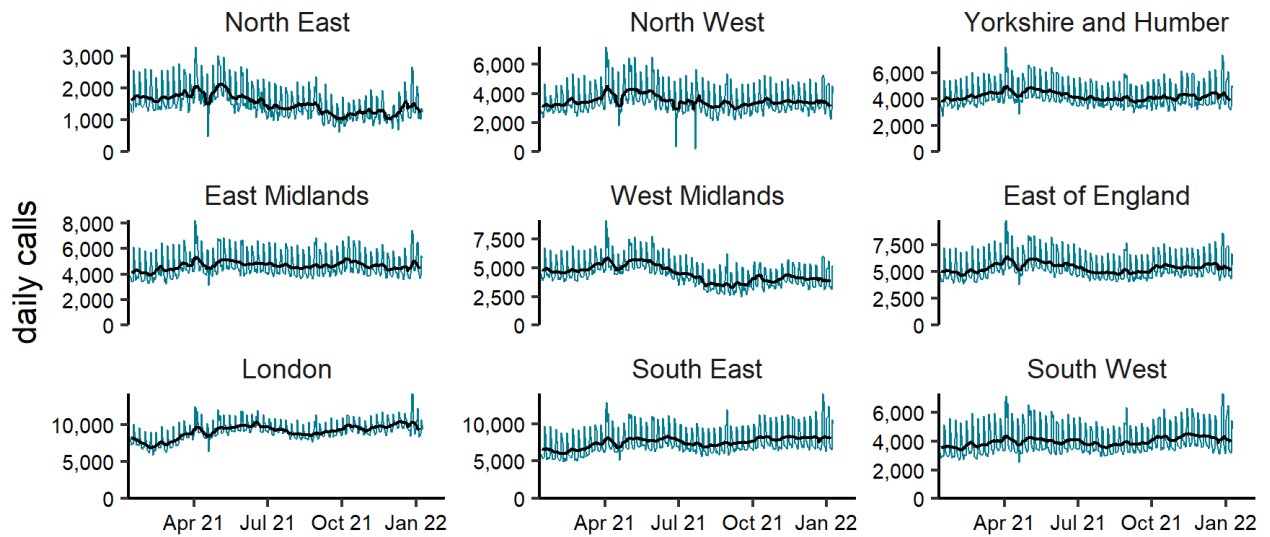 North East
North West
Yorkshire and Humber
3,000
2,000
1,000
0
6,000
4,000
2,000
0
6,000
4,000
2,000
0
daily calls
East Midlands
West Midlands
East of England
8,000
6,000
4,000
2,000
0
7,500
5,000
2,500
0
7,500
5,000
2,500
0
London
South East
South West
10,000
5,000
0
10,000
5,000
0
6,000
4,000
2,000
0
Apr 21 Jul 21 Oct 21 Jan 22
Apr 21 Jul 21 Oct 21 Jan 22
Apr 21 Jul 21 Oct 21 Jan 22